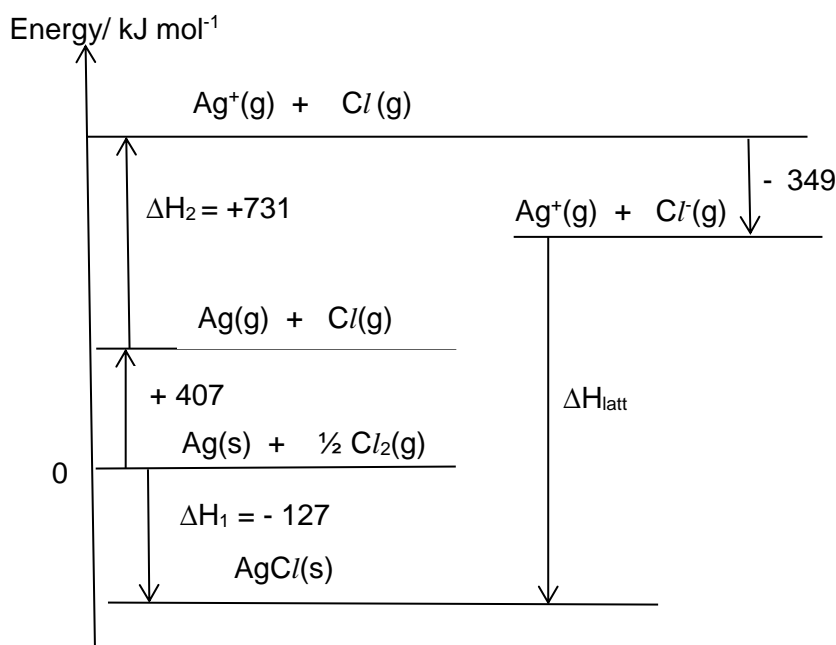 Energy/ kJ mol⁻¹
Ag⁺(g) + Cl (g)
- 349
ΔH₂ = +731
Ag⁺(g) + Cl⁻(g)
Ag(g) + Cl(g)
+ 407
ΔHlatt
Ag(s) + ½ Cl₂(g)
0
ΔH₁ = - 127
AgCl(s)